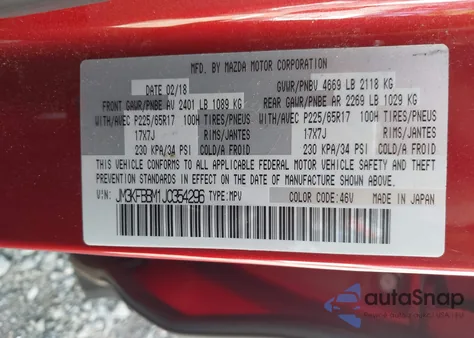 MFD. BY MAZDA MOTOR CORPORATION
DATE 02/18 GVWR/PNBV 4669 LB 2118 KG
FRONT GAWR/PNBE AV 2401 LB 1089 KG REAR GAWR/PNBE AR 2269 LB 1029 KG
WITH/AVEC P225/65R17 100H TIRES/PNEUS WITH/AVEC P225/65R17 100H TIRES/PNEUS
17X7J RIMS/JANTES 17X7J RIMS/JANTES
230 KPA/34 PSI COLD/A FROID 230 KPA/34 PSI COLD/A FROID
THIS VEHICLE CONFORMS TO ALL APPLICABLE FEDERAL MOTOR VEHICLE SAFETY, BUMPER, AND THEFT
PREVENTION STANDARDS IN EFFECT ON THE DATE OF MANUFACTURE SHOWN ABOVE.
VIN: JM3KFBBM1J0354296 TYPE:MPV COLOR CODE:46V MADE IN JAPAN
autoSnap